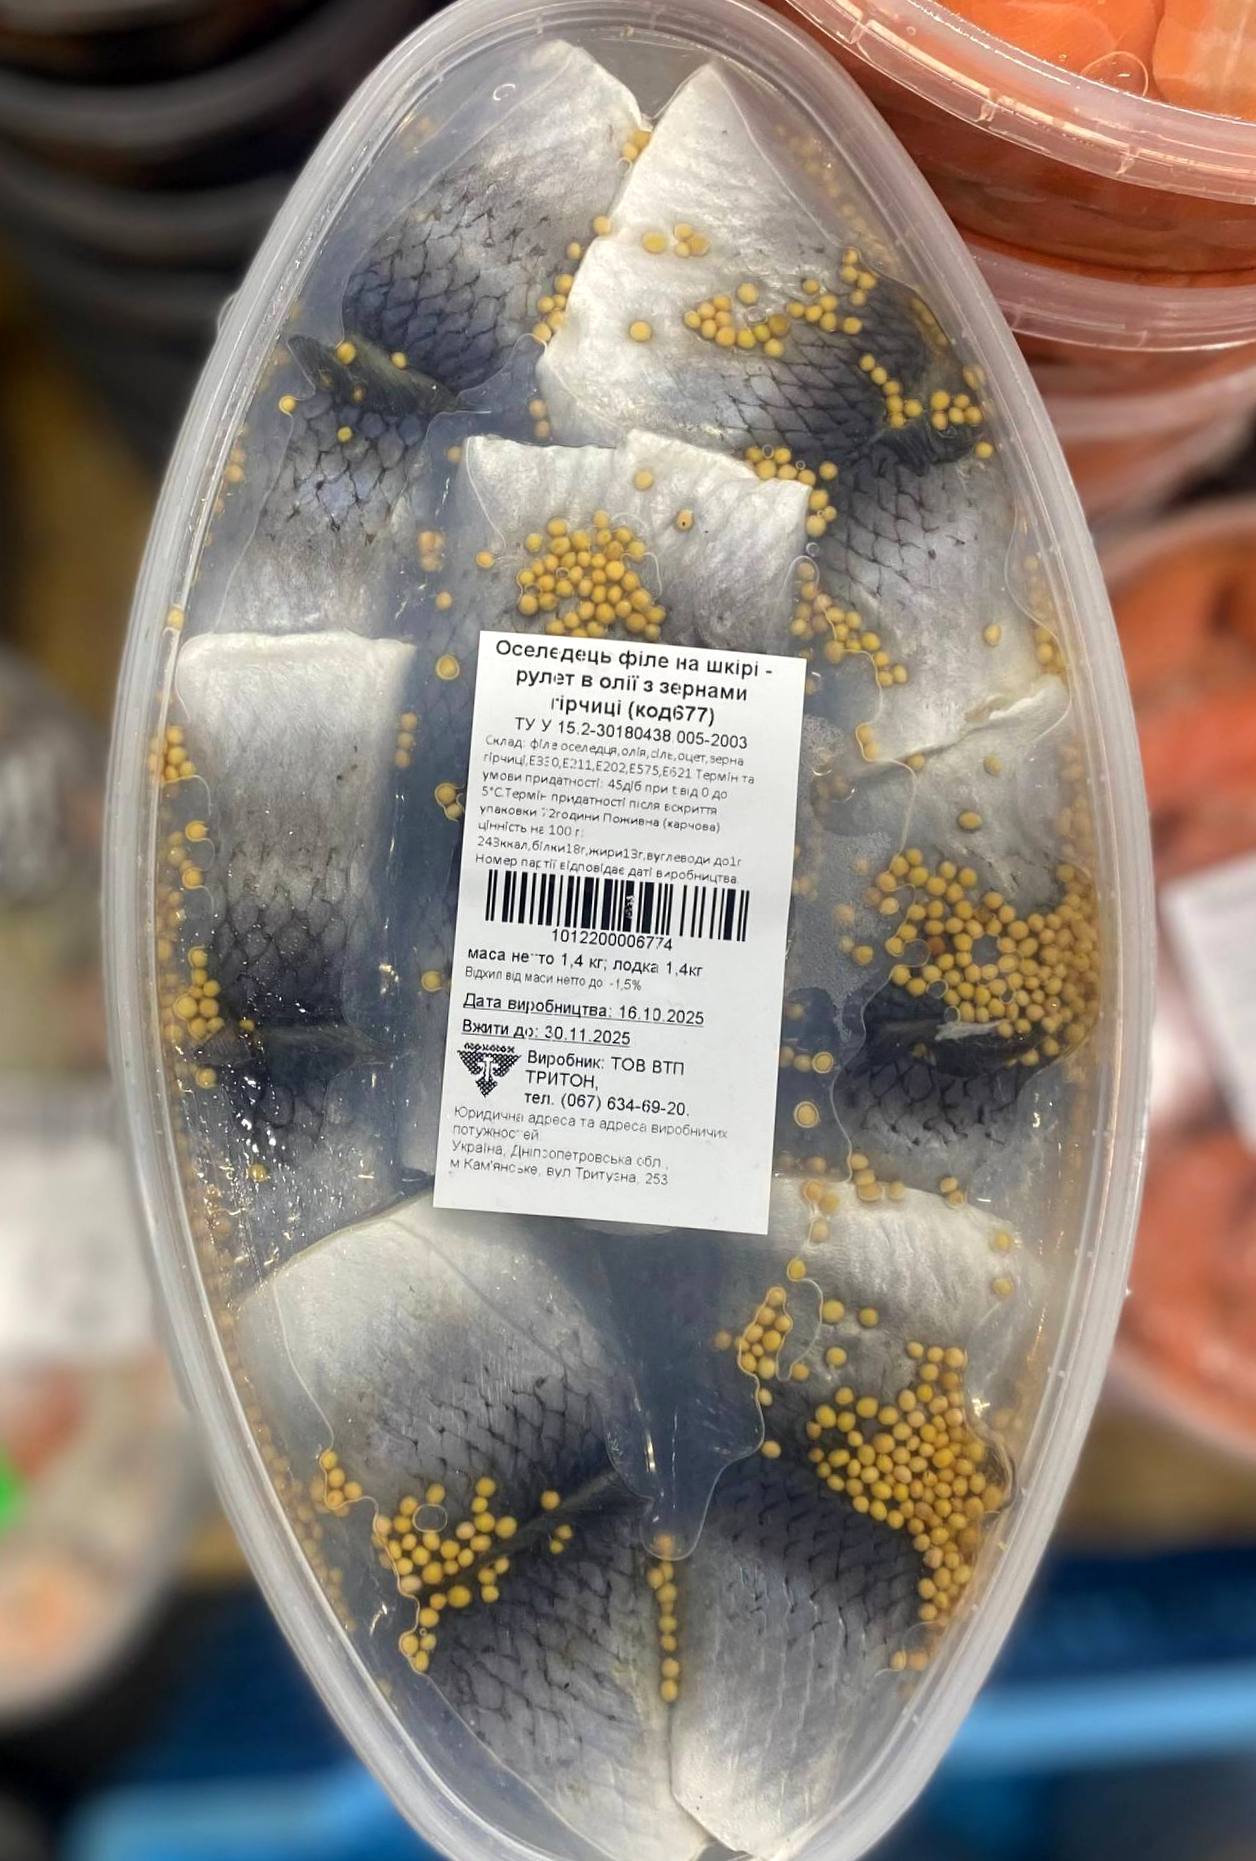 Оселедець філе на шкірі -
рулет в олії з зернами
гірчиці (код677)
ТУ У 15.2-30180438.005-2003
Склад: філе оселедця,олія,сіль,оцет,зерна
гірчиці,Е330,Е211,Е202,Е575,Е621 Термін та
умови придатності: 45діб при t від 0 до
5°С.Термін придатності після вскриття
упаковки 72години Поживна (карчова)
цінність на 100 г:
243ккал,білки18г,жири13г,вуглеводи до1г
Номер партії відповідає даті виробництва.
1012200006774
маса нетто 1,4 кг; лодка 1,4кг
Відхил від маси нетто до -1,5%
Дата виробництва: 16.10.2025
Вжити до: 30.11.2025
Виробник: ТОВ ВТП
ТРИТОН,
тел. (067) 634-69-20.
Юридична адреса та адреса виробничих
потужностей
Україна, Дніпропетровська обл.,
м Кам'янське, вул Тритузна, 253